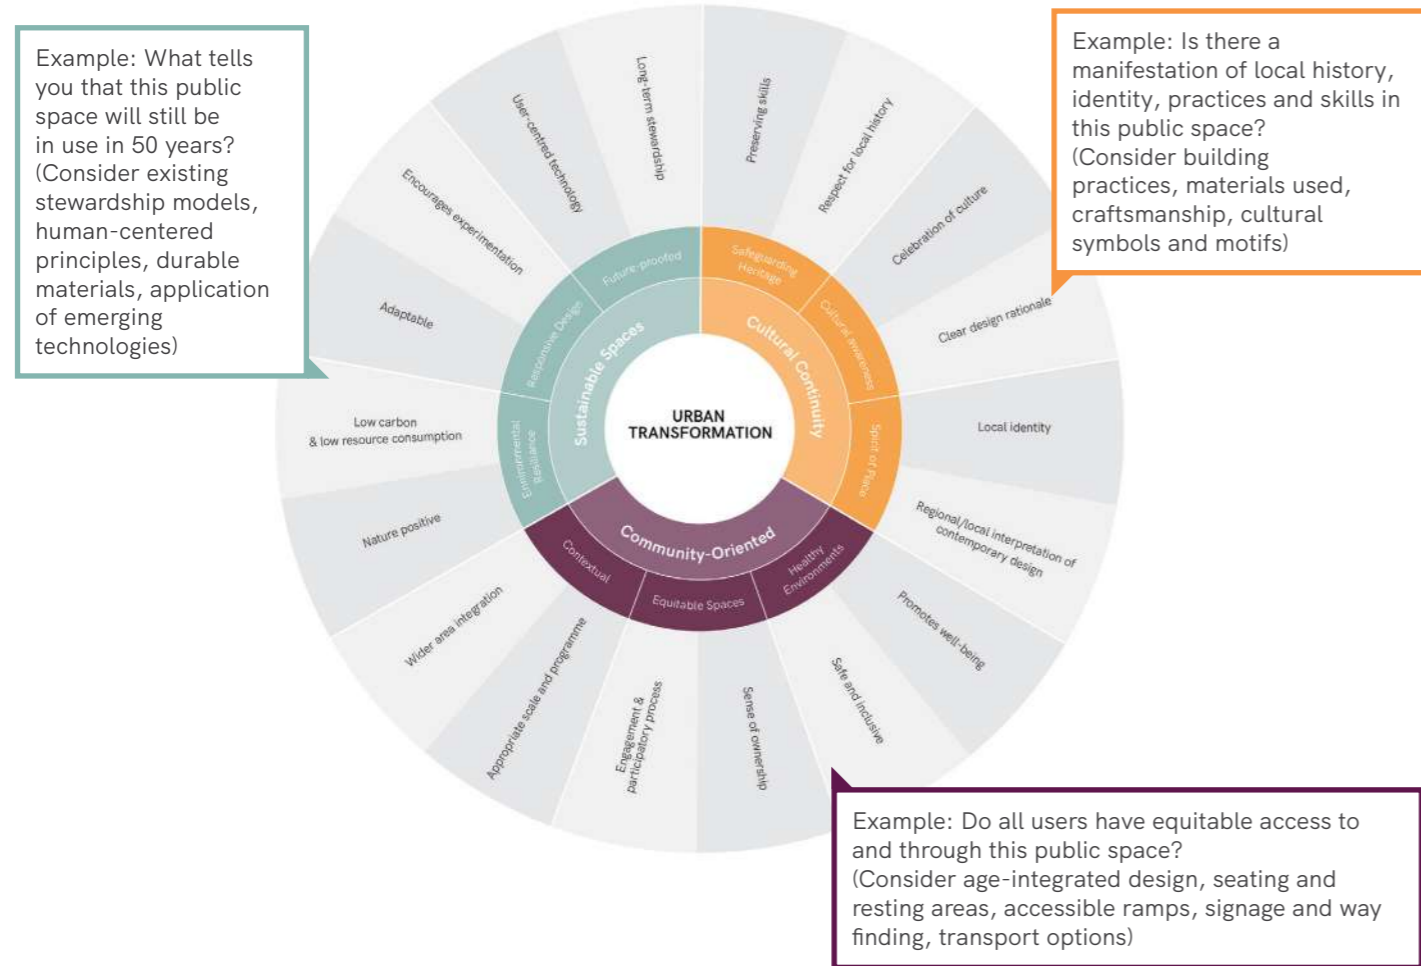 Example: What tells
you that this public
space will still be
in use in 50 years?
(Consider existing
stewardship models,
human-centered
principles, durable
materials, application
of emerging
technologies)
Example: Is there a
manifestation of local history,
identity, practices and skills in
this public space?
(Consider building
practices, materials used,
craftsmanship, cultural
symbols and motifs)
URBAN
TRANSFORMATION
Cultural Continuity
Safeguarding
Heritage
Preserving skills
Respect for local history
Cultural awareness
Celebration of culture
Clear design rationale
Spirit of Place
Local identity
Regional/local interpretation of
contemporary design
Community-Oriented
Healthy
Environments
Promotes well-being
Safe and inclusive
Equitable Spaces
Sense of ownership
Engagement &
participatory process
Contextual
Appropriate scale and programme
Wider area integration
Sustainable Spaces
Environmental
Resiliance
Nature positive
Low carbon
& low resource consumption
Responsive Design
Adaptable
Encourages experimentation
Future-proofed
User-centred technology
Long-term stewardship
Example: Do all users have equitable access to
and through this public space?
(Consider age-integrated design, seating and
resting areas, accessible ramps, signage and way
finding, transport options)